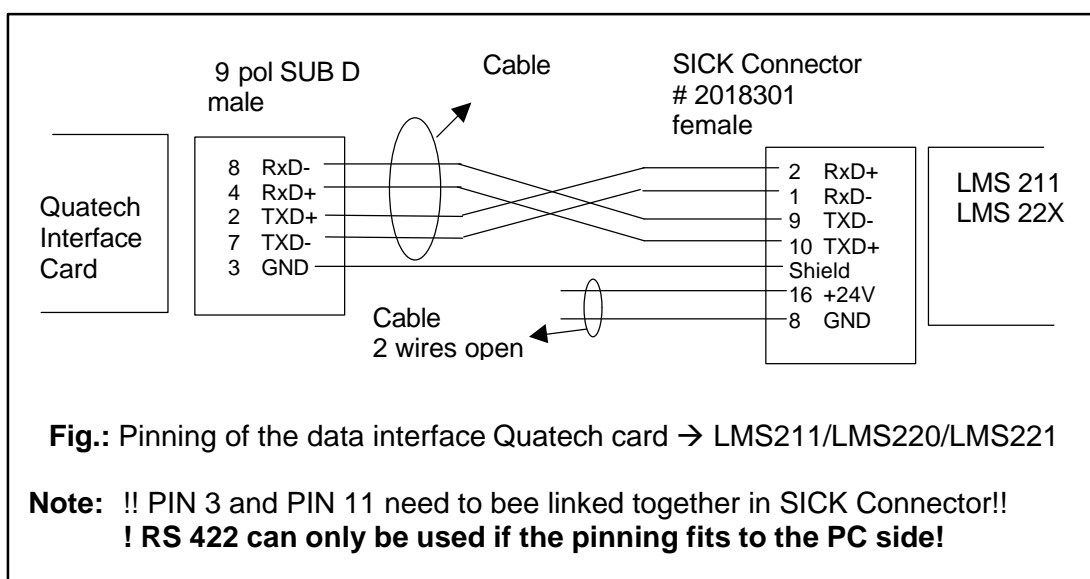 9 pol SUB D
male
Cable
SICK Connector
# 2018301
female
Quatech
Interface
Card
8 RxD-
4 RxD+
2 TXD+
7 TXD-
3 GND
2 RxD+
1 RxD-
9 TXD-
10 TXD+
Shield
16 +24V
8 GND
LMS 211
LMS 22X
Cable
2 wires open
Fig.: Pinning of the data interface Quatech card → LMS211/LMS220/LMS221
Note: !! PIN 3 and PIN 11 need to bee linked together in SICK Connector!!
! RS 422 can only be used if the pinning fits to the PC side!